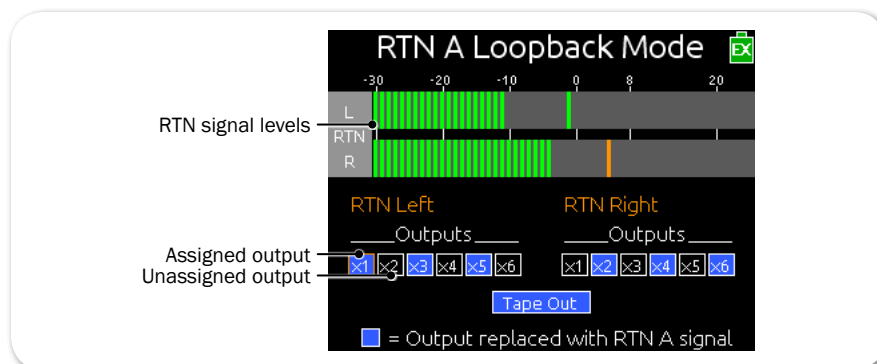 RTN A Loopback Mode EX
-30 -20 -10 0 8 20
L
RTN signal levels
RTN
R
RTN Left RTN Right
Outputs Outputs
Assigned output
x1 x2 x3 x4 x5 x6 x1 x2 x3 x4 x5 x6
Unassigned output
Tape Out
= Output replaced with RTN A signal